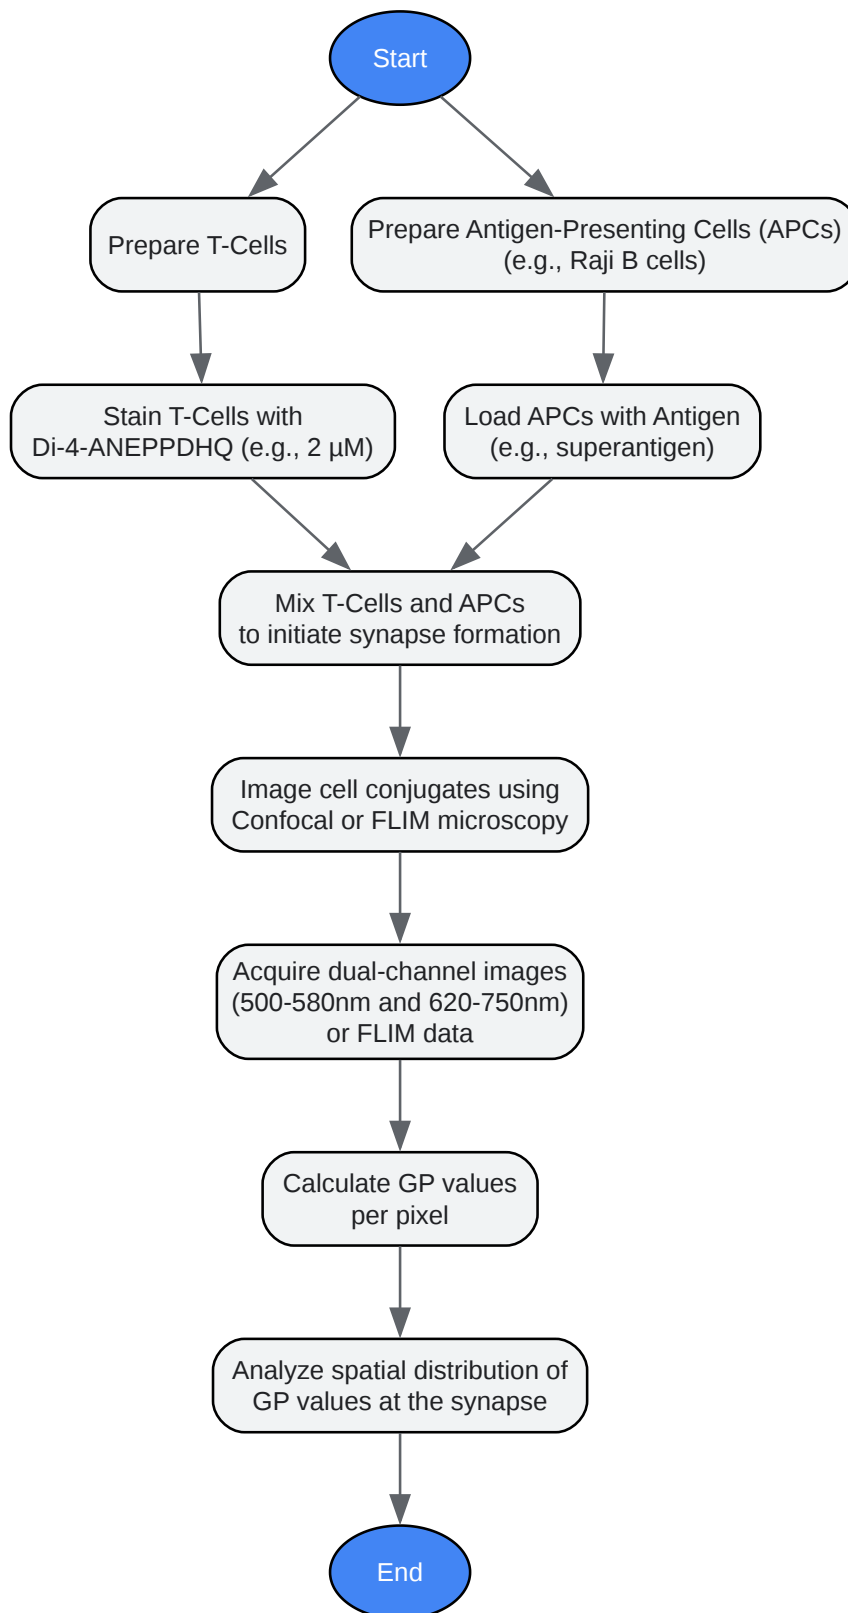 Start
Prepare T-Cells
Prepare Antigen-Presenting Cells (APCs)
(e.g., Raji B cells)
Stain T-Cells with
Di-4-ANEPPDHQ (e.g., 2 µM)
Load APCs with Antigen
(e.g., superantigen)
Mix T-Cells and APCs
to initiate synapse formation
Image cell conjugates using
Confocal or FLIM microscopy
Acquire dual-channel images
(500-580nm and 620-750nm)
or FLIM data
Calculate GP values
per pixel
Analyze spatial distribution of
GP values at the synapse
End